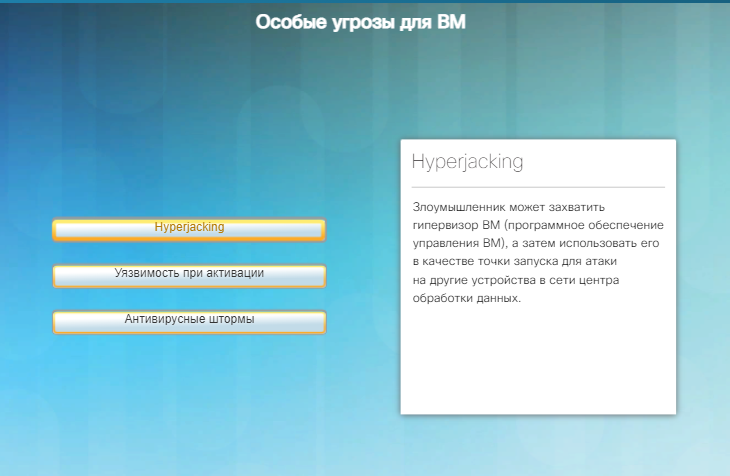 Особые угрозы для ВМ
Hyperjacking
Уязвимость при активации
Антивирусные штормы
Hyperjacking
Злоумышленник может захватить
гипервизор ВМ (программное обеспечение
управления ВМ), а затем использовать его
в качестве точки запуска для атаки
на другие устройства в сети центра
обработки данных.